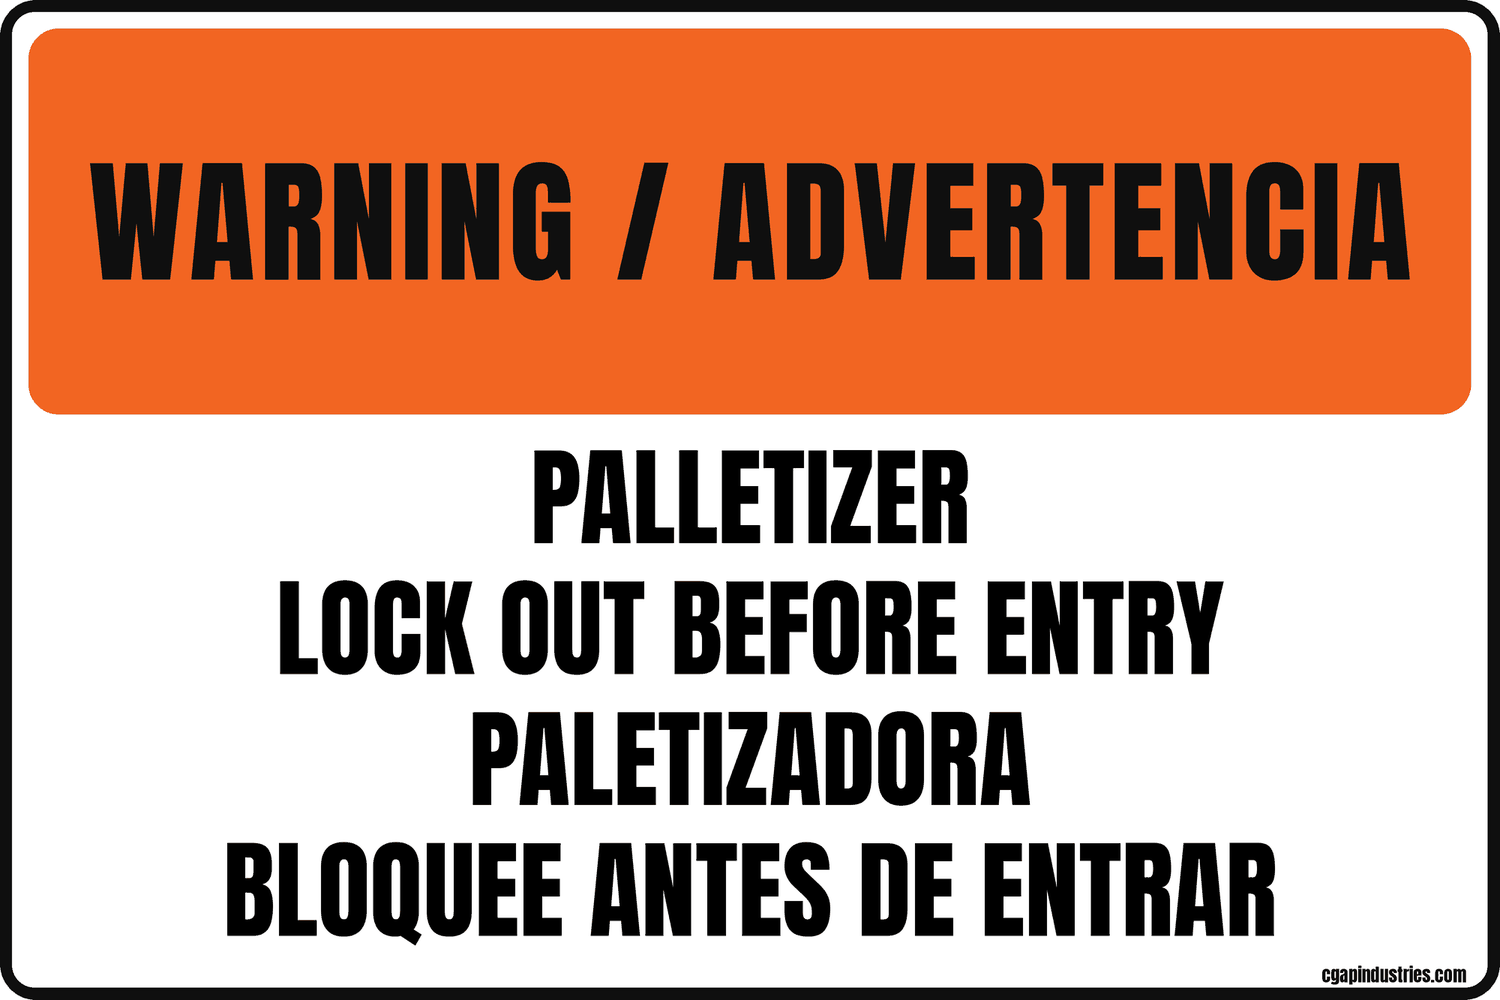 WARNING / ADVERTENCIA
PALLETIZER
LOCK OUT BEFORE ENTRY
PALETIZADORA
BLOQUEE ANTES DE ENTRAR
cgapindustries.com